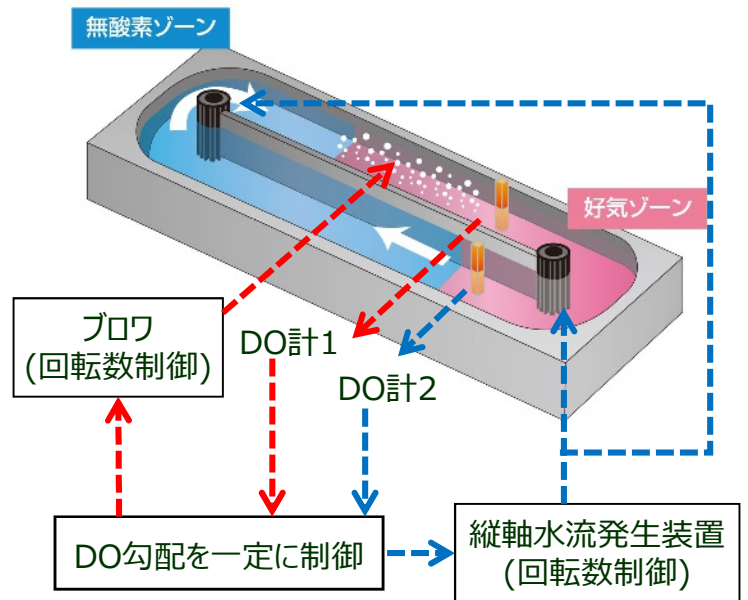 無酸素ゾーン
好気ゾーン
ブロワ
(回転数制御)
DO計1
DO計2
DO勾配を一定に制御
縦軸水流発生装置
(回転数制御)